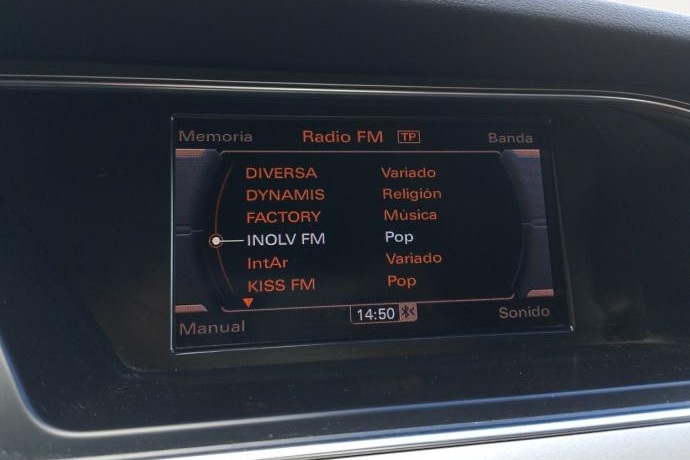 Memoria Radio FM TP Banda
DIVERSA Variado
DYNAMIS Religión
FACTORY Música
INOLV FM Pop
IntAr Variado
KISS FM Pop
Manual 14:50 Sonido